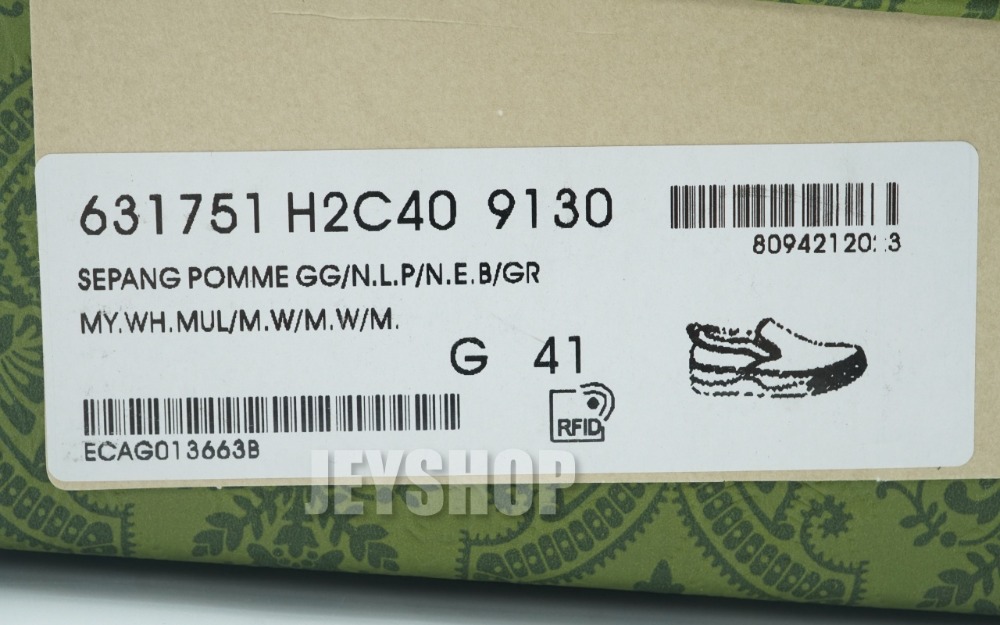 631751 H2C40 9130
SEPANG POMME GG/N.L.P/N.E.B/GR
MY.WH.MUL/M.W/M.W/M.
G 41
RFID
ECAG013663B
JEYSHOP